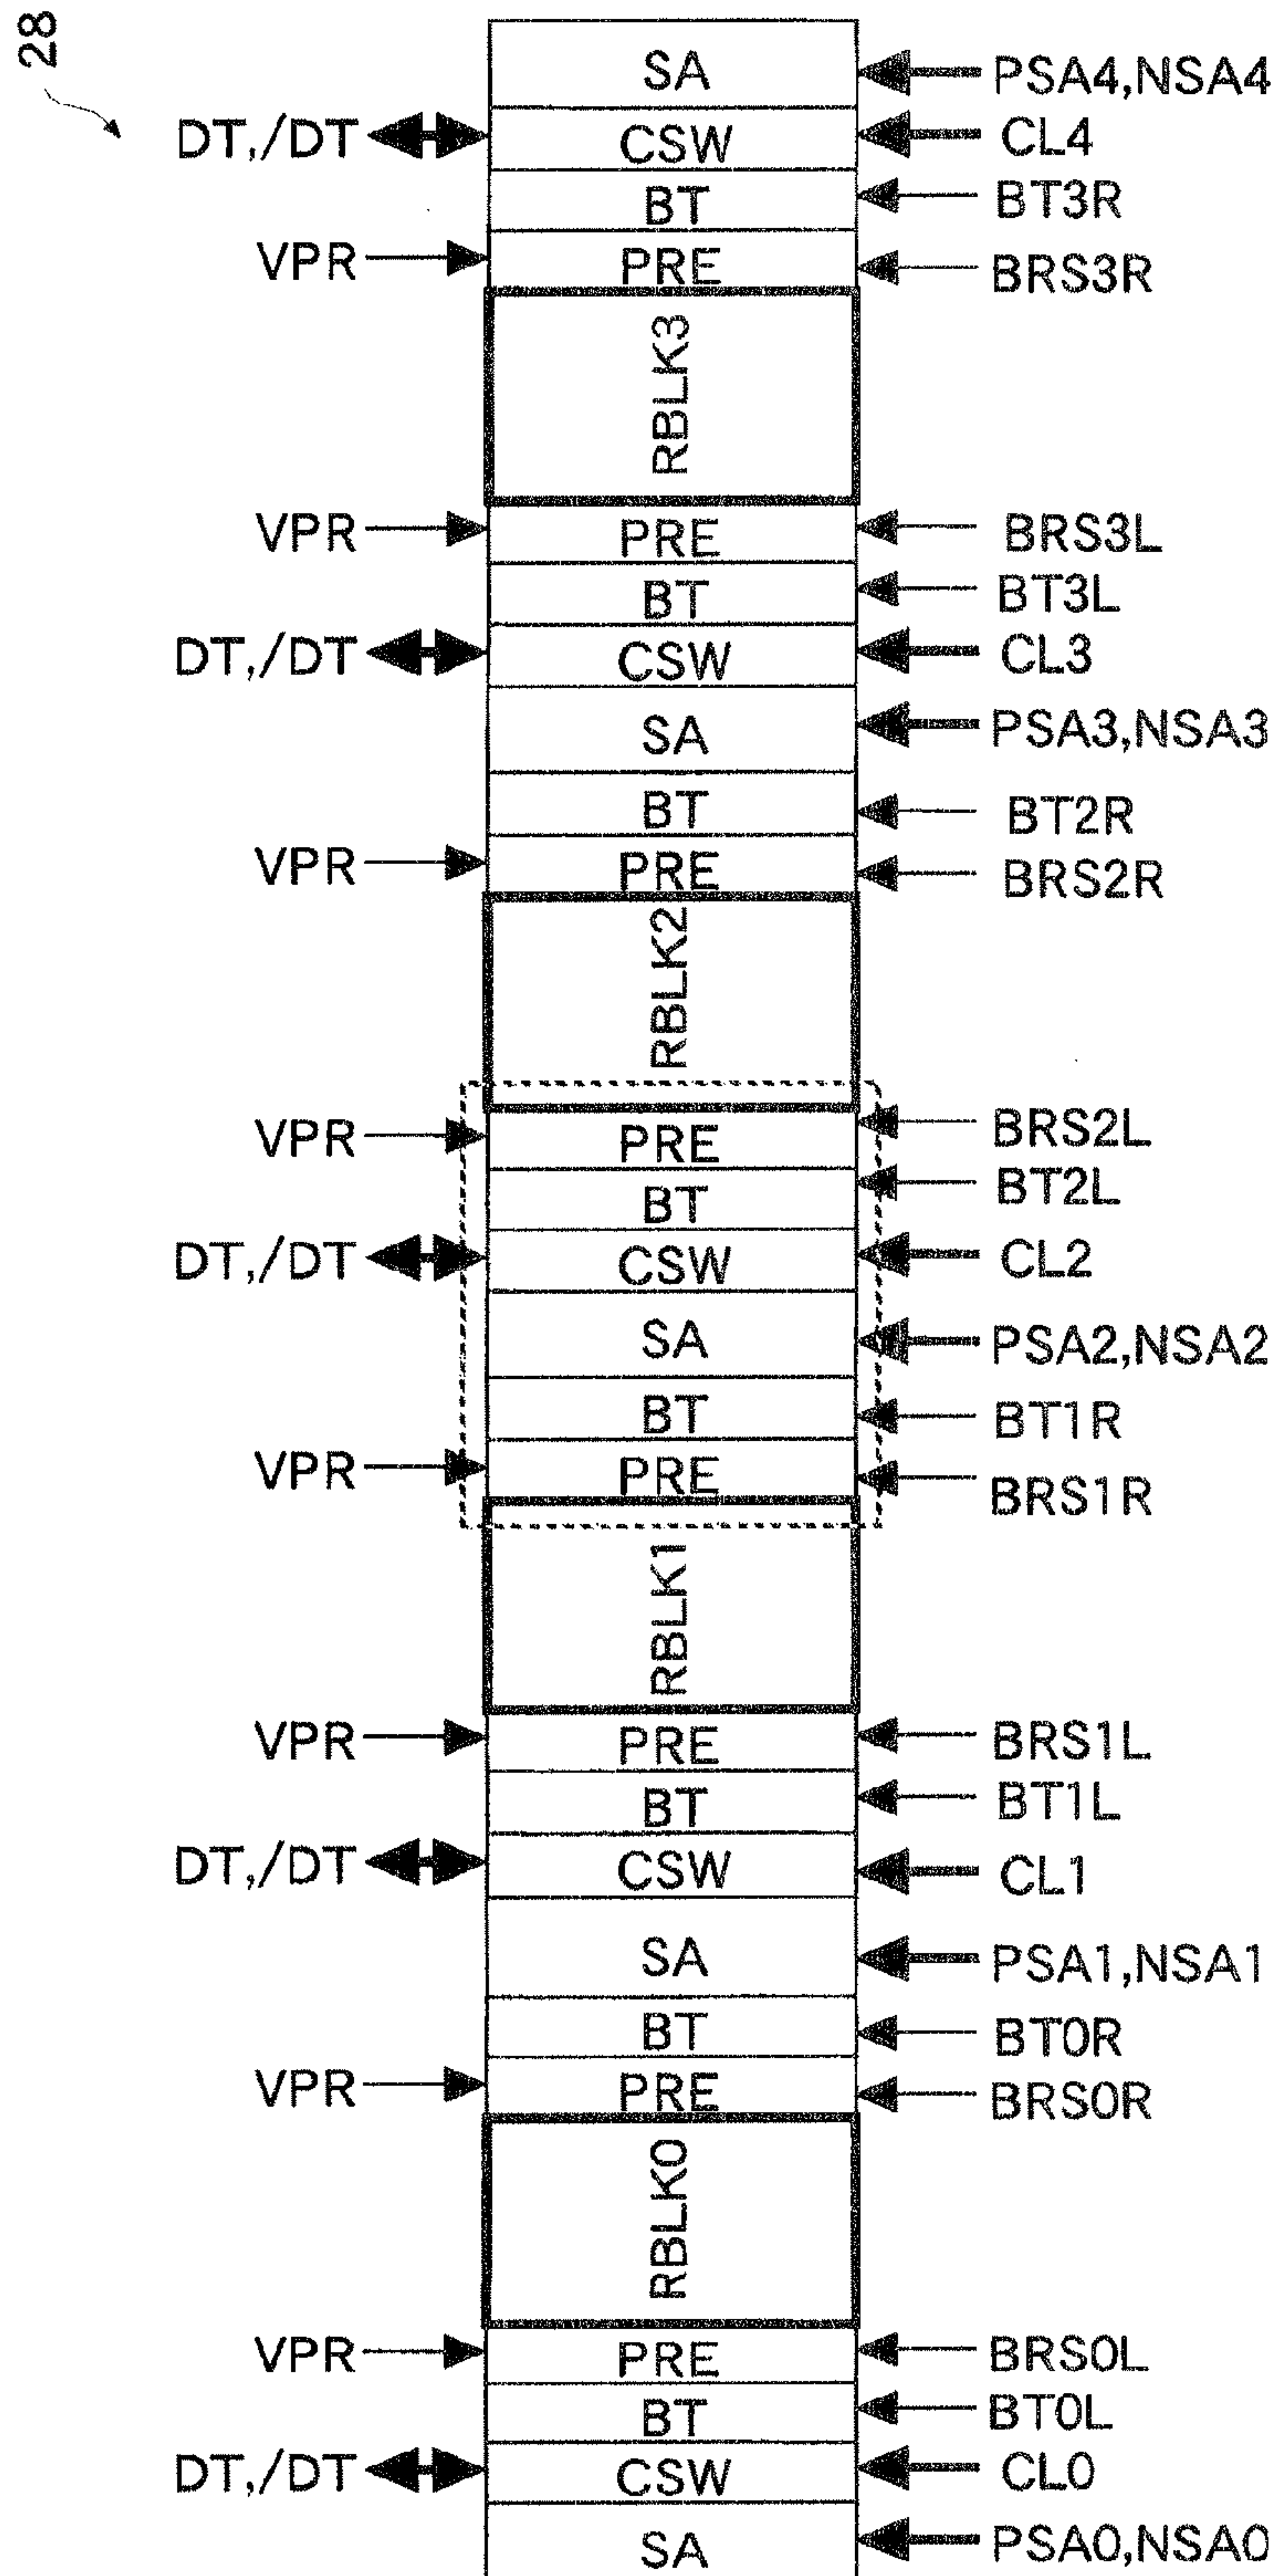 28
SA PSA4,NSA4
DT,/DT CSW CL4
BT BT3R
VPR PRE BRS3R
RBLK3
VPR PRE BRS3L
BT BT3L
DT,/DT CSW CL3
SA PSA3,NSA3
BT BT2R
VPR PRE BRS2R
RBLK2
VPR PRE BRS2L
BT BT2L
DT,/DT CSW CL2
SA PSA2,NSA2
BT BT1R
VPR PRE BRS1R
RBLK1
VPR PRE BRS1L
BT BT1L
DT,/DT CSW CL1
SA PSA1,NSA1
BT BT0R
VPR PRE BRS0R
RBLK0
VPR PRE BRS0L
BT BT0L
DT,/DT CSW CL0
SA PSA0,NSA0